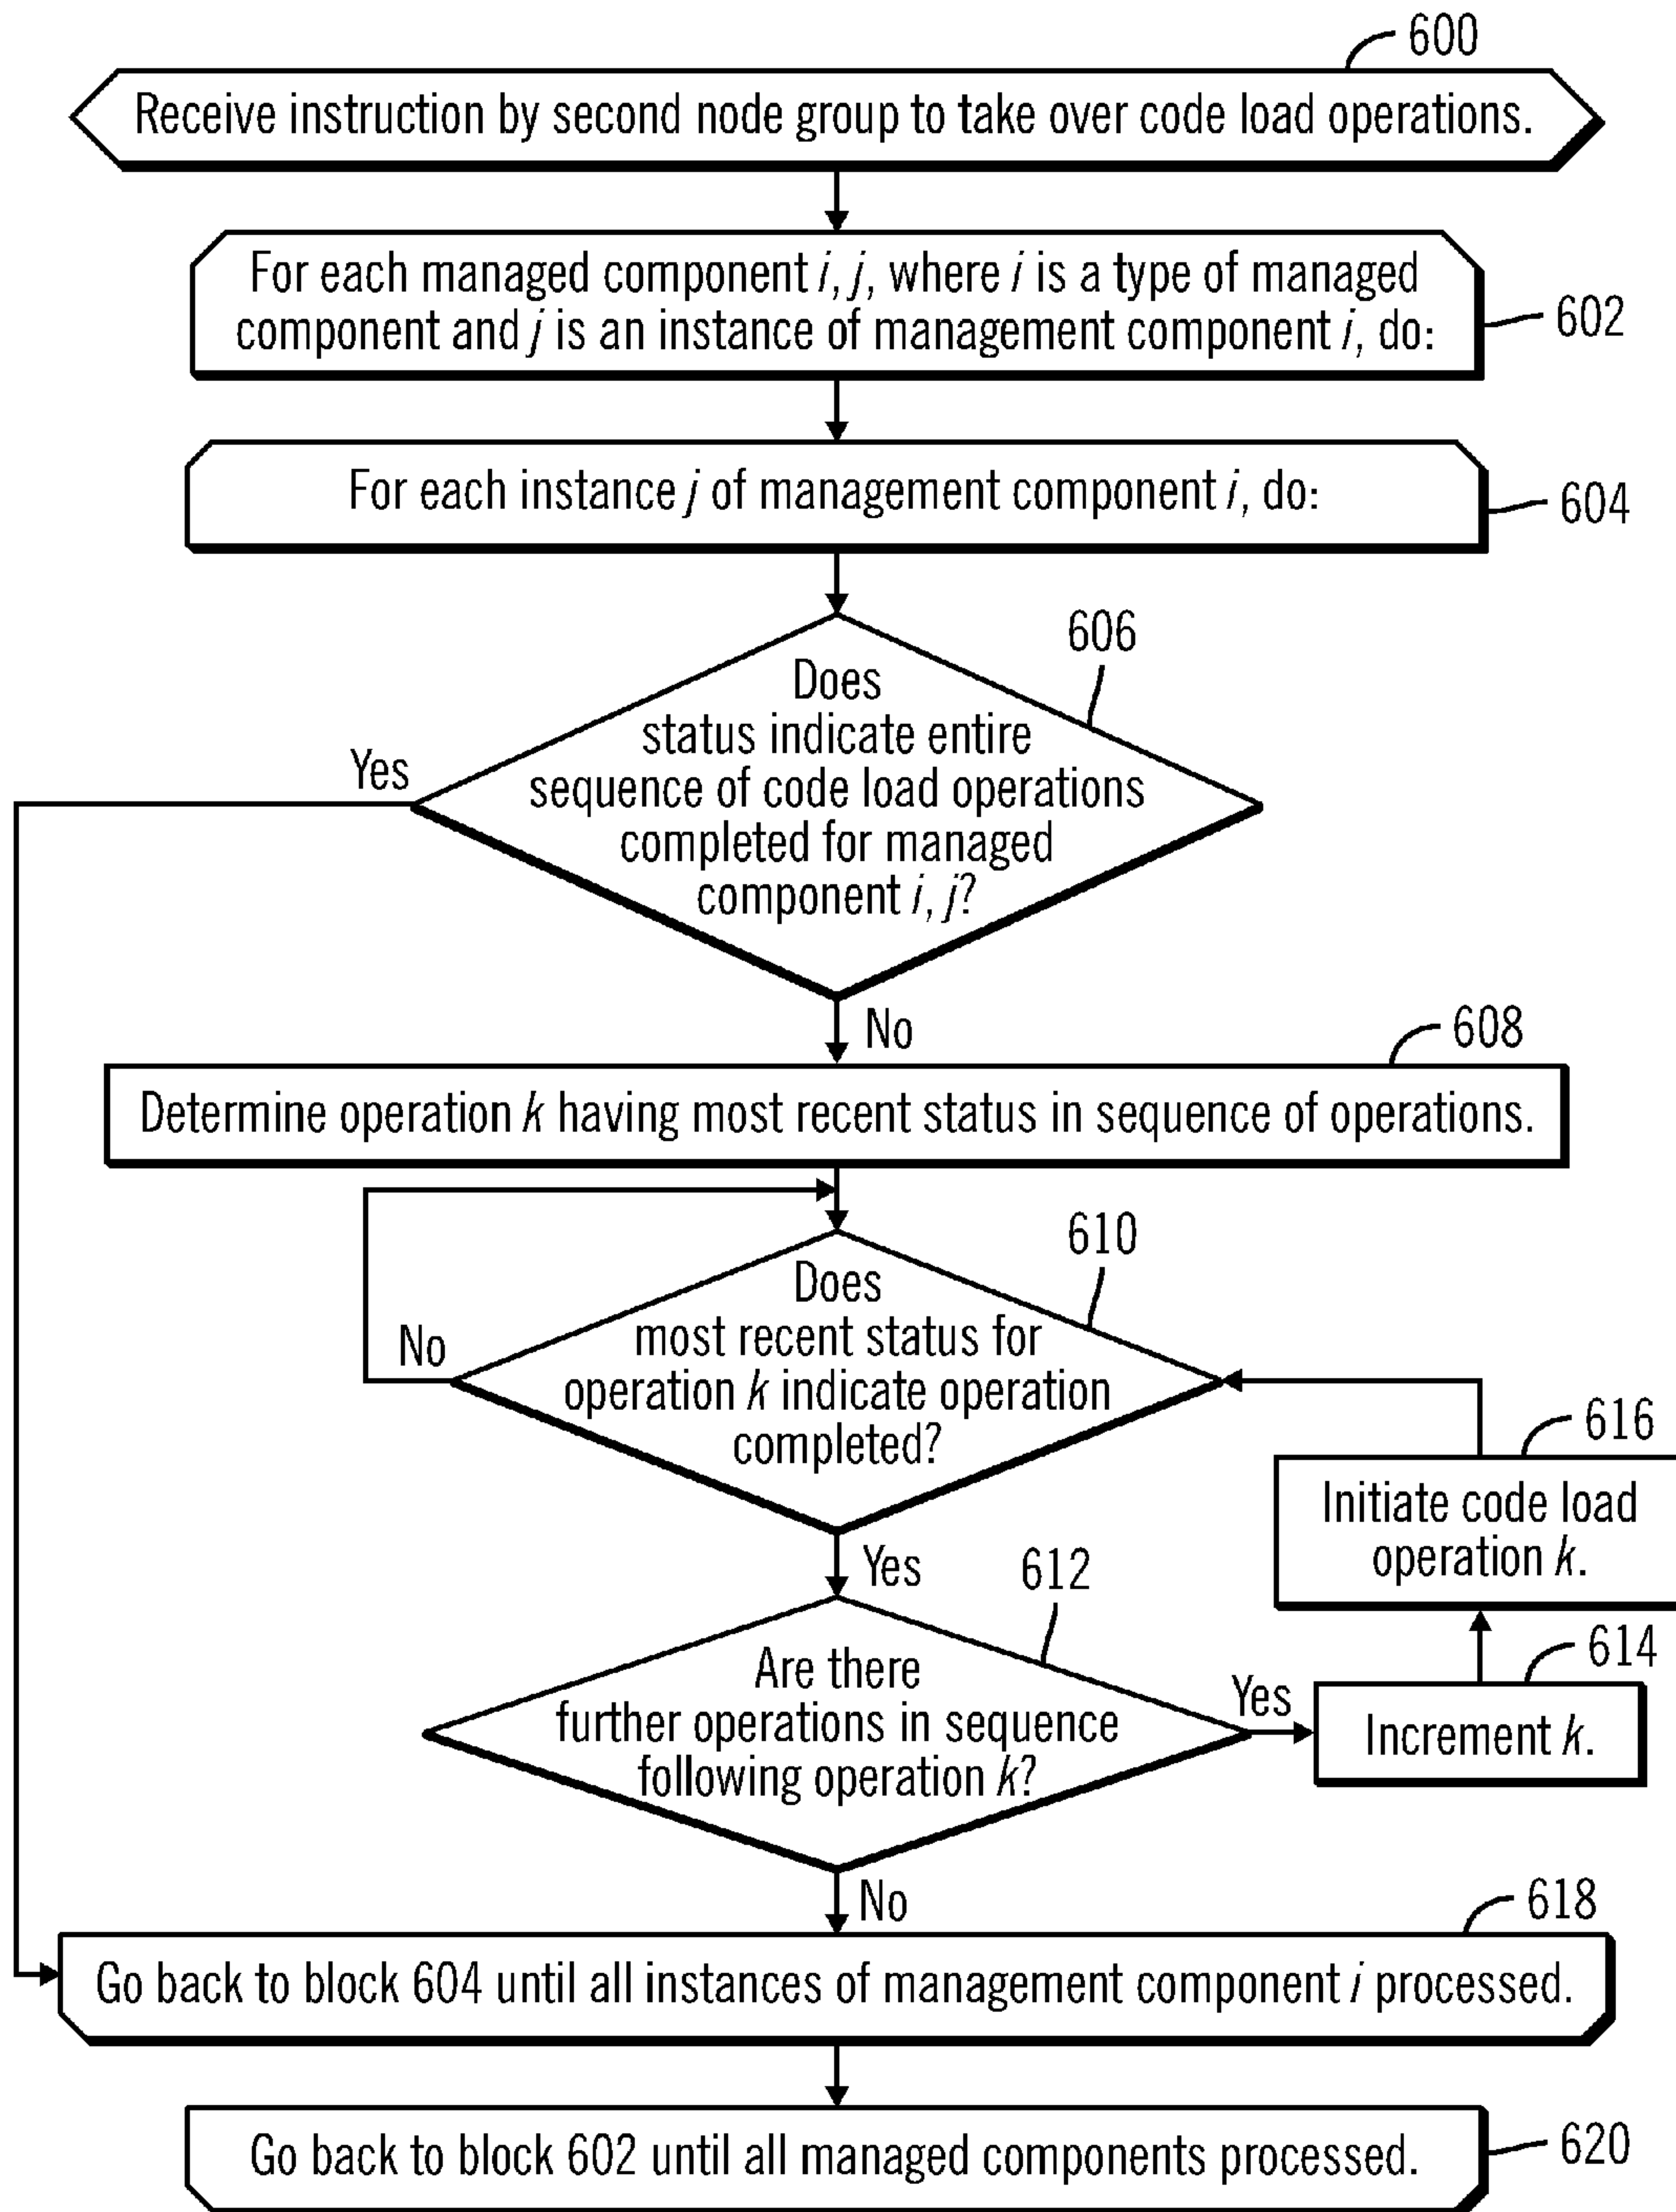 600
Receive instruction by second node group to take over code load operations.
For each managed component i, j, where i is a type of managed
component and j is an instance of management component i, do:
602
For each instance j of management component i, do:
604
606
Does
status indicate entire
sequence of code load operations
completed for managed
component i, j?
Yes
No
608
Determine operation k having most recent status in sequence of operations.
610
Does
most recent status for
operation k indicate operation
completed?
No
Yes
616
Initiate code load
operation k.
612
Are there
further operations in sequence
following operation k?
Yes
614
Increment k.
No
618
Go back to block 604 until all instances of management component i processed.
Go back to block 602 until all managed components processed.
620